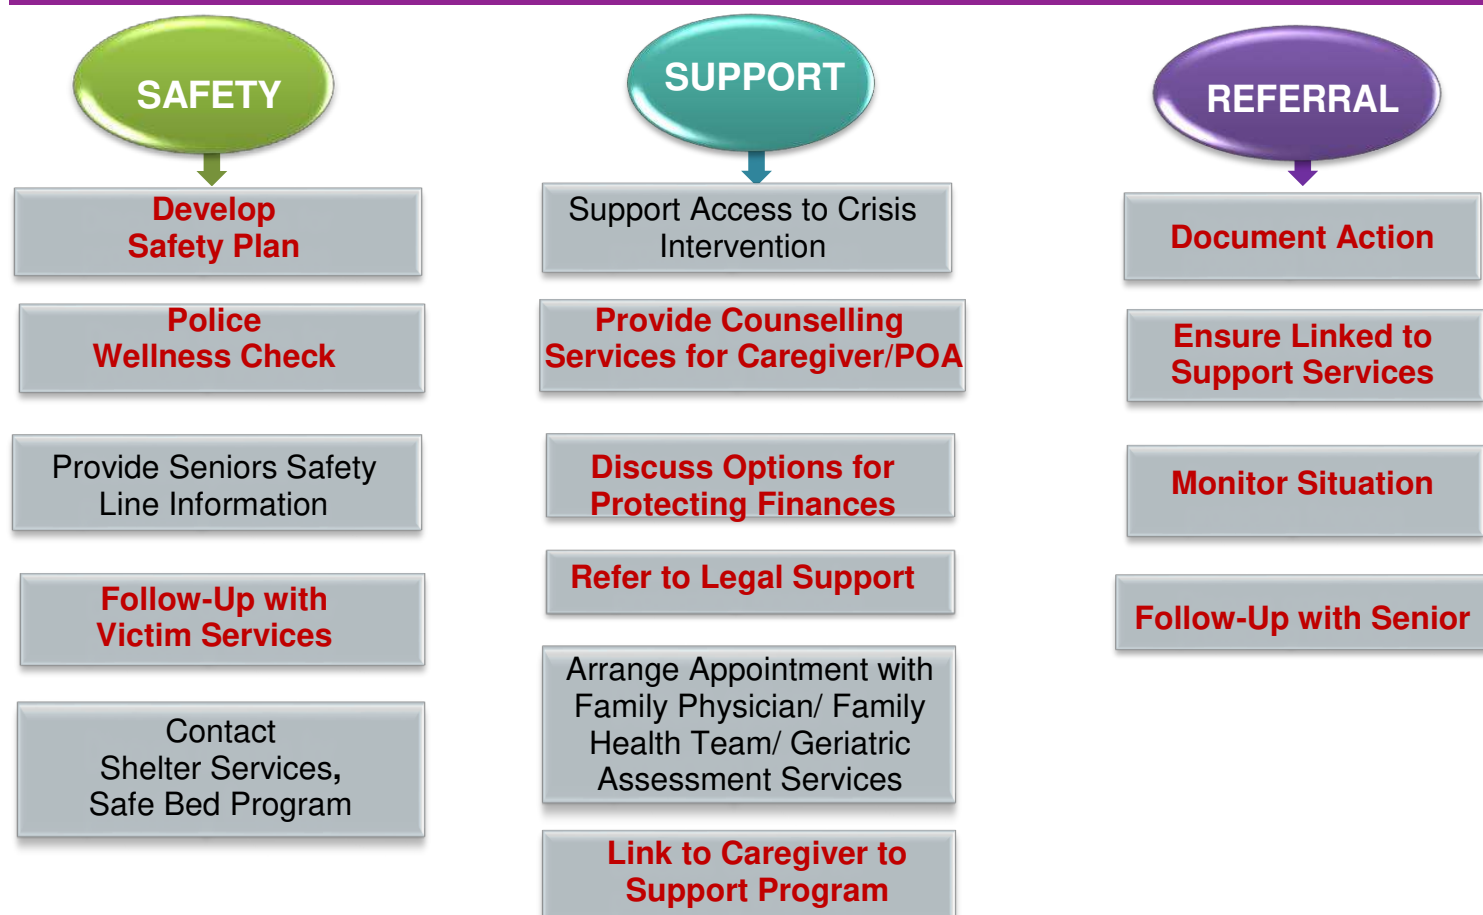 SAFETY
Develop
Safety Plan
Police
Wellness Check
Provide Seniors Safety
Line Information
Follow-Up with
Victim Services
Contact
Shelter Services,
Safe Bed Program
SUPPORT
Support Access to Crisis
Intervention
Provide Counselling
Services for Caregiver/POA
Discuss Options for
Protecting Finances
Refer to Legal Support
Arrange Appointment with
Family Physician/ Family
Health Team/ Geriatric
Assessment Services
Link to Caregiver to
Support Program
REFERRAL
Document Action
Ensure Linked to
Support Services
Monitor Situation
Follow-Up with Senior